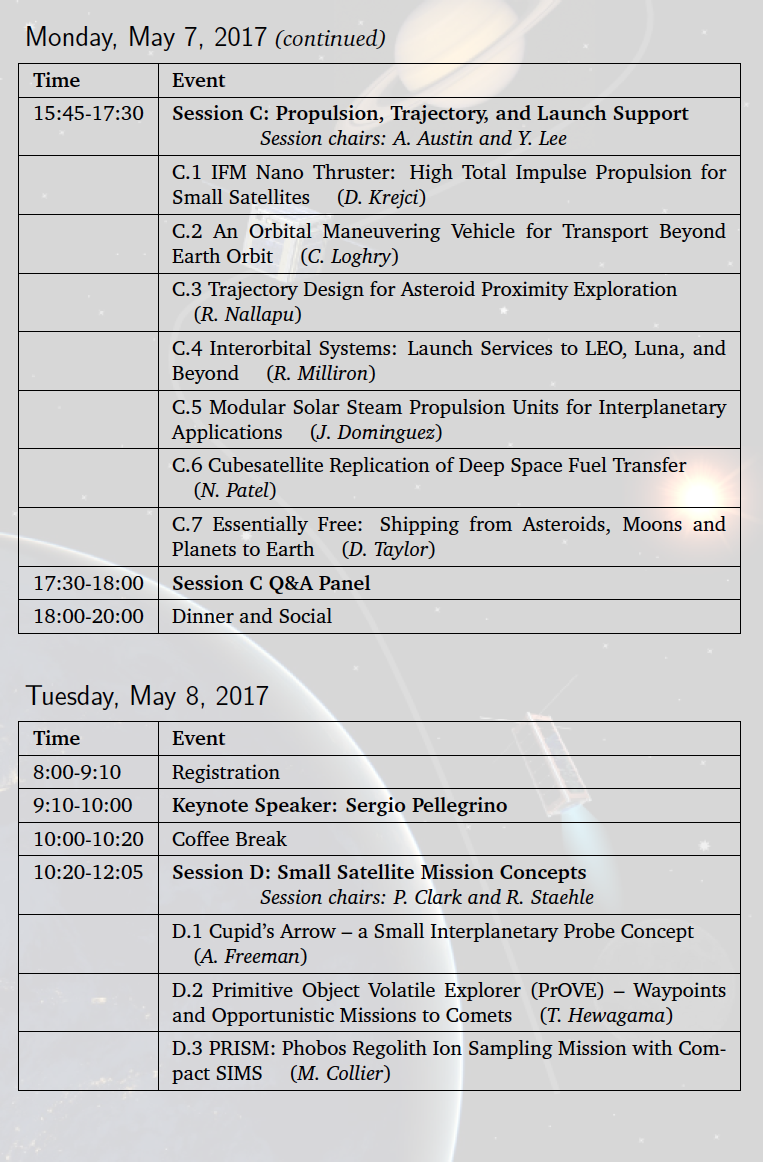 Monday, May 7, 2017 (continued)
Time Event
15:45-17:30 Session C: Propulsion, Trajectory, and Launch Support
Session chairs: A. Austin and Y. Lee
C.1 IFM Nano Thruster: High Total Impulse Propulsion for
Small Satellites (D. Krejci)
C.2 An Orbital Maneuvering Vehicle for Transport Beyond
Earth Orbit (C. Loghry)
C.3 Trajectory Design for Asteroid Proximity Exploration
(R. Nallapu)
C.4 Interorbital Systems: Launch Services to LEO, Luna, and
Beyond (R. Milliron)
C.5 Modular Solar Steam Propulsion Units for Interplanetary
Applications (J. Dominguez)
C.6 Cubesatellite Replication of Deep Space Fuel Transfer
(N. Patel)
C.7 Essentially Free: Shipping from Asteroids, Moons and
Planets to Earth (D. Taylor)
17:30-18:00 Session C Q&A Panel
18:00-20:00 Dinner and Social
Tuesday, May 8, 2017
Time Event
8:00-9:10 Registration
9:10-10:00 Keynote Speaker: Sergio Pellegrino
10:00-10:20 Coffee Break
10:20-12:05 Session D: Small Satellite Mission Concepts
Session chairs: P. Clark and R. Staehle
D.1 Cupid's Arrow – a Small Interplanetary Probe Concept
(A. Freeman)
D.2 Primitive Object Volatile Explorer (PrOVE) – Waypoints
and Opportunistic Missions to Comets (T. Hewagama)
D.3 PRISM: Phobos Regolith Ion Sampling Mission with Com-
pact SIMS (M. Collier)